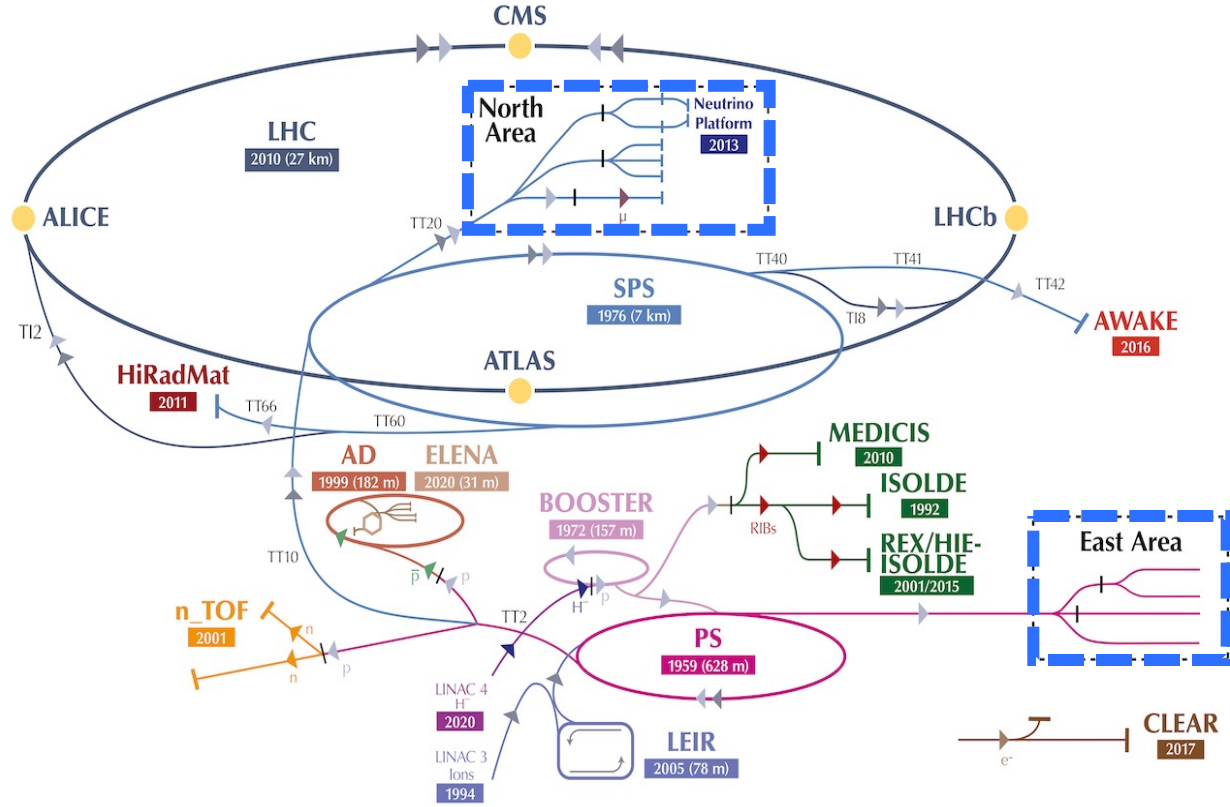 CMS
North
Area
Neutrino
Platform
2013
LHC
2010 (27 km)
μ
ALICE
LHCb
TT20
TT40
TT41
TT42
SPS
1976 (7 km)
TI8
TI2
AWAKE
2016
ATLAS
HiRadMat
2011
TT66
TT60
AD
1999 (182 m)
ELENA
2020 (31 m)
MEDICIS
2010
BOOSTER
1972 (157 m)
ISOLDE
1992
RIBs
REX/HIE-
ISOLDE
2001/2015
East Area
TT10
p̄
p
H⁻
p
n_TOF
2001
n
n
p
TT2
PS
1959 (628 m)
LINAC 4
H⁻
2020
LINAC 3
Ions
1994
LEIR
2005 (78 m)
CLEAR
2017
e-